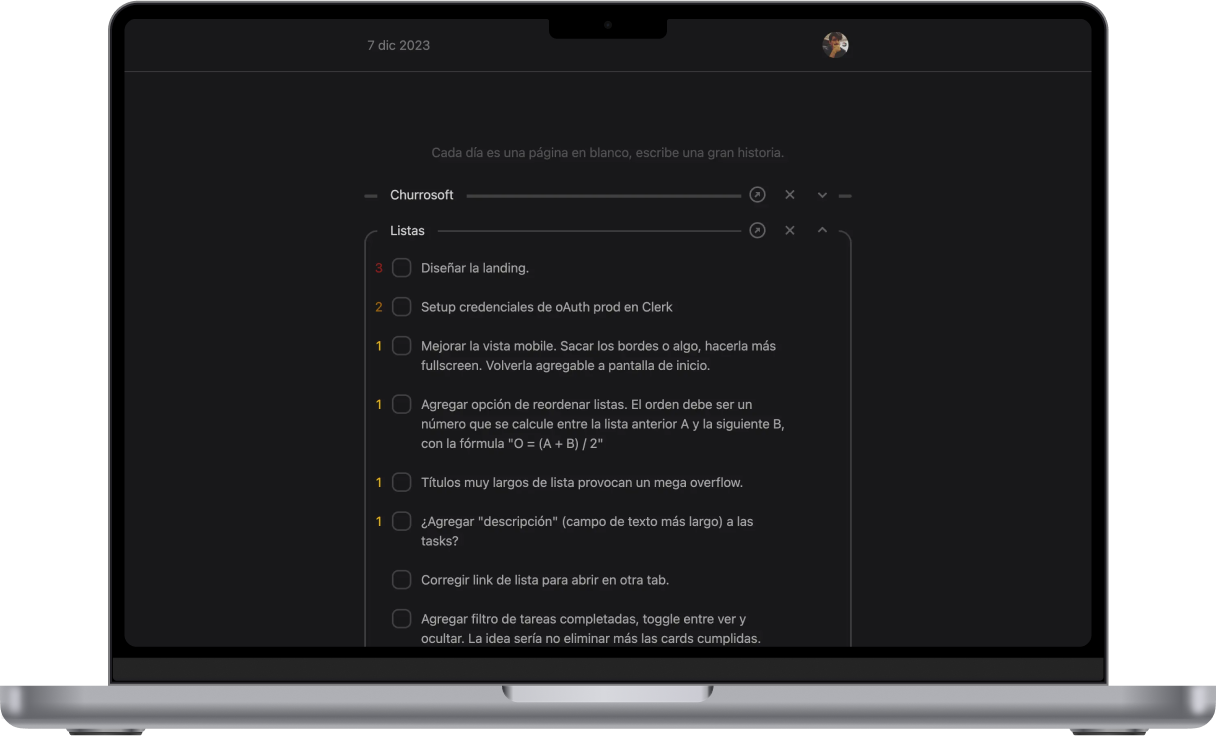 7 dic 2023
Cada día es una página en blanco, escribe una gran historia.
Churrosoft
Listas
3 Diseñar la landing.
2 Setup credenciales de oAuth prod en Clerk
1 Mejorar la vista mobile. Sacar los bordes o algo, hacerla más
fullscreen. Volverla agregable a pantalla de inicio.
1 Agregar opción de reordenar listas. El orden debe ser un
número que se calcule entre la lista anterior A y la siguiente B,
con la fórmula "O = (A + B) / 2"
1 Títulos muy largos de lista provocan un mega overflow.
1 ¿Agregar "descripción" (campo de texto más largo) a las
tasks?
Corregir link de lista para abrir en otra tab.
Agregar filtro de tareas completadas, toggle entre ver y
ocultar. La idea sería no eliminar más las cards cumplidas.